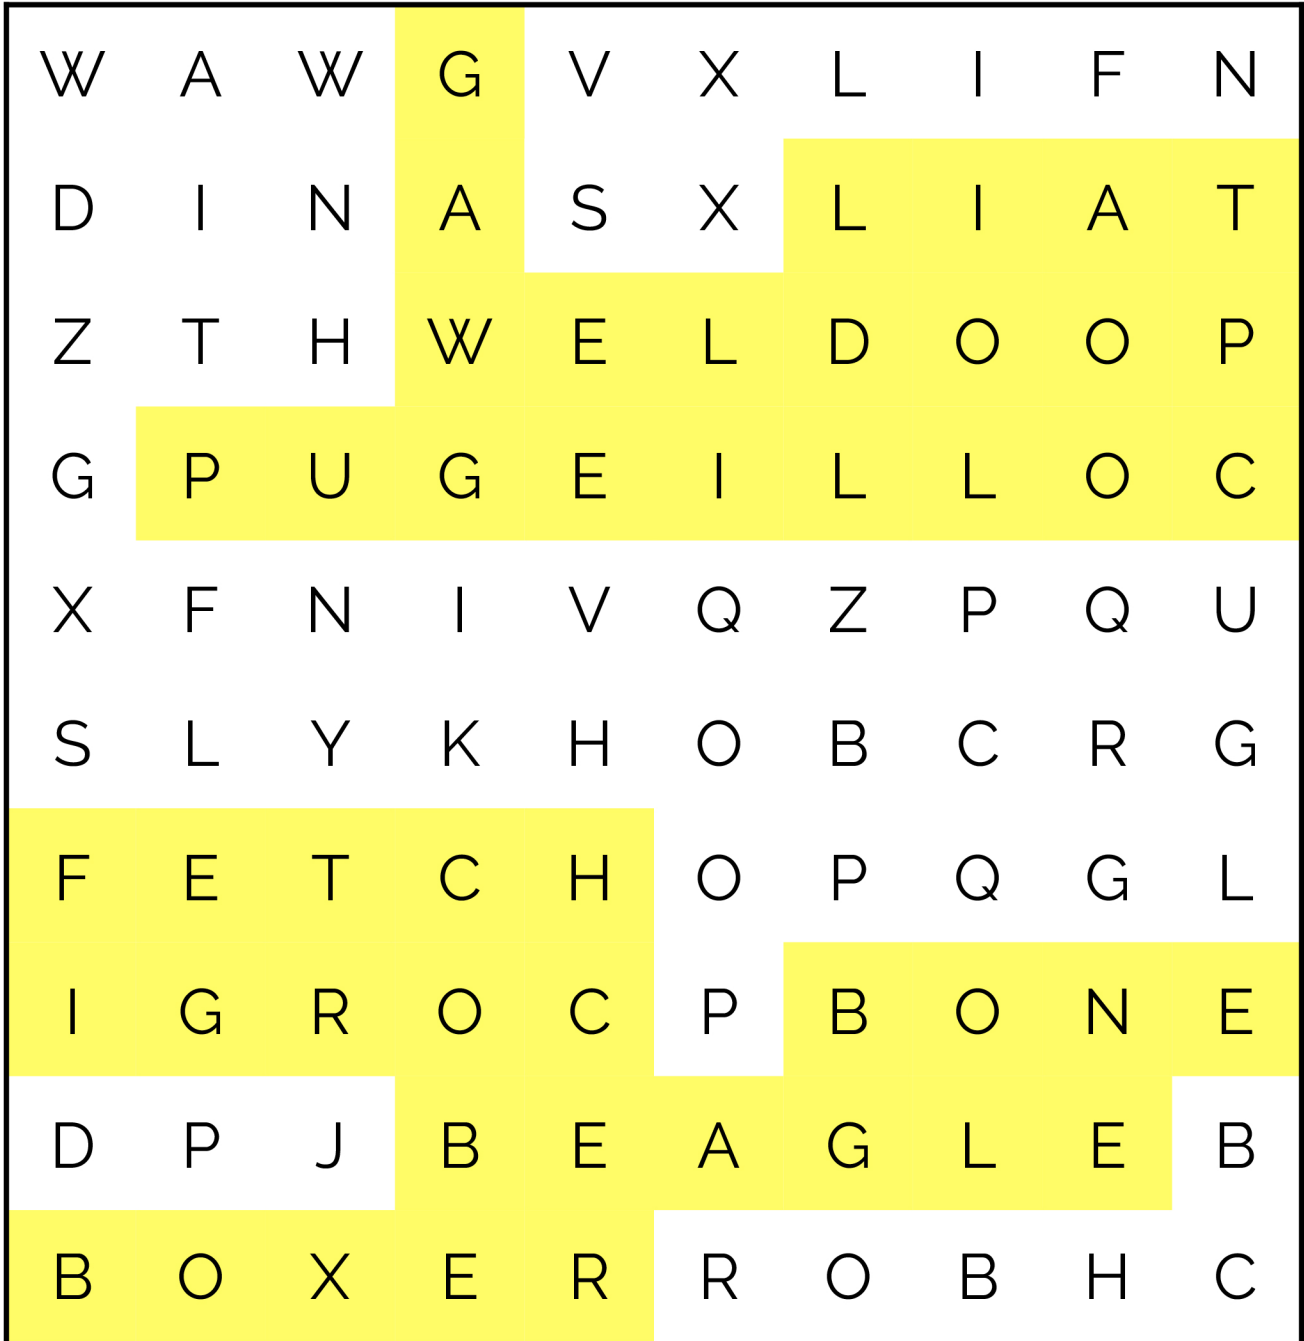 W A W G V X L I F N
D I N A S X L I A T
Z T H W E L D O O P
G P U G E I L L O C
X F N I V Q Z P Q U
S L Y K H O B C R G
F E T C H O P Q G L
I G R O C P B O N E
D P J B E A G L E B
B O X E R R O B H C